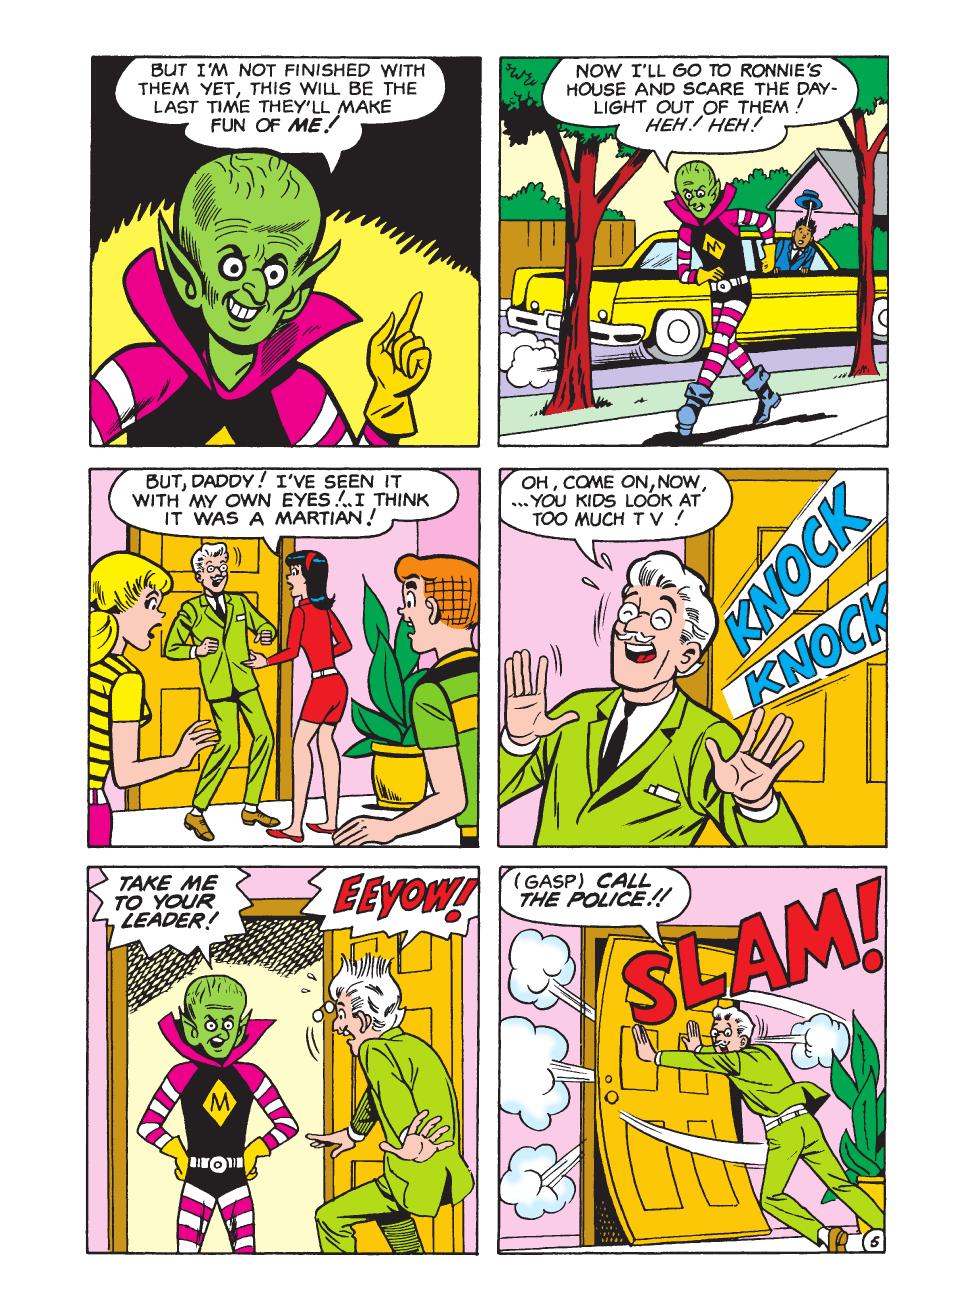 BUT I'M NOT FINISHED WITH
THEM YET, THIS WILL BE THE
LAST TIME THEY'LL MAKE
FUN OF ME!
NOW I'LL GO TO RONNIE'S
HOUSE AND SCARE THE DAY-
LIGHT OUT OF THEM!
HEH! HEH!
M
BUT, DADDY! I'VE SEEN IT
WITH MY OWN EYES!..I THINK
IT WAS A MARTIAN!
OH, COME ON, NOW,
...YOU KIDS LOOK AT
TOO MUCH TV!
KNOCK
KNOCK
TAKE ME
TO YOUR
LEADER!
EEYOW!
M
(GASP) CALL
THE POLICE!!
SLAM!
6